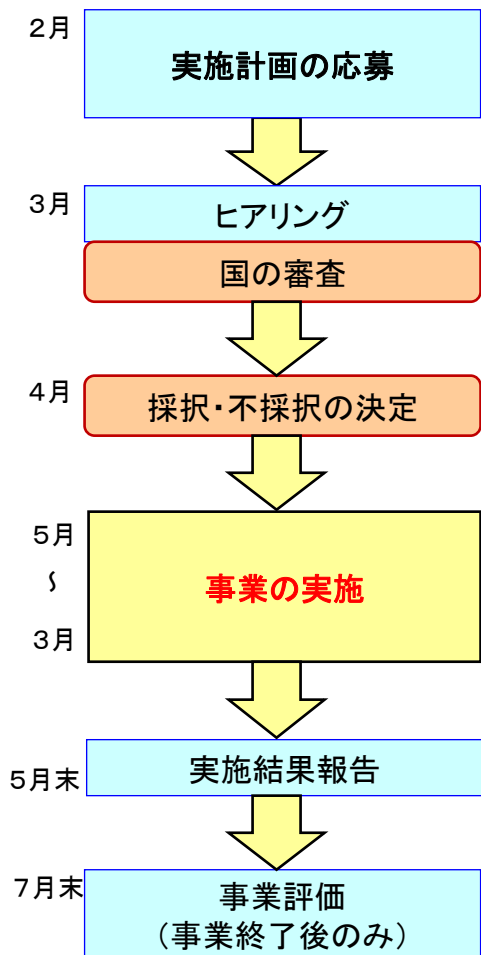 ２月
実施計画の応募
３月
ヒアリング
国の審査
４月
採択・不採択の決定
５月
～
３月
事業の実施
５月末
実施結果報告
７月末
事業評価
（事業終了後のみ）